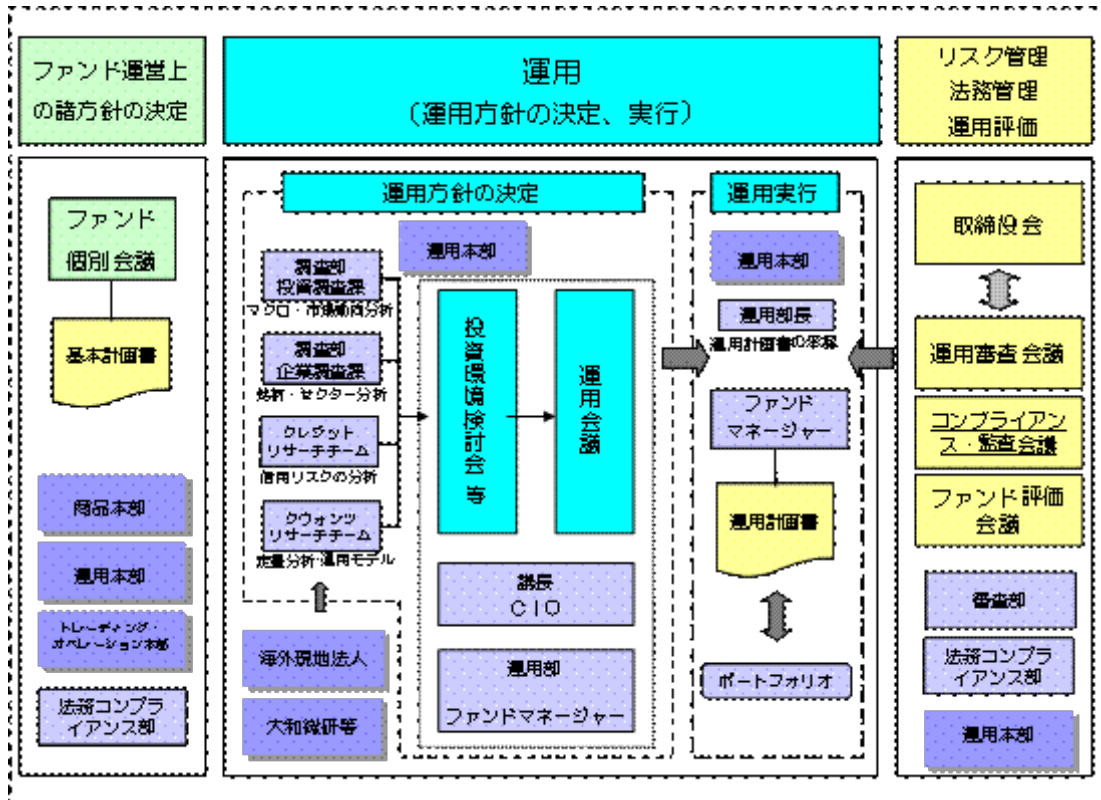 ファンド運営上
の諸方針の決定
運用
（運用方針の決定、実行）
リスク管理
法務管理
運用評価
ファンド
個別会議
基本計画書
商品本部
運用本部
トレーディング・
オペレーション本部
法務コンプラ
イアンス部
運用方針の決定
運用本部
調査部
投資調査課
マクロ・市場動向分析
調査部
企業調査課
銘柄・セクター分析
クレジット
リサーチチーム
信用リスクの分析
クウォンツ
リサーチチーム
定量分析・運用モデル
海外現地法人
大和総研等
投資環境検討会 等
運用会議
議長
ＣＩＯ
運用部
ファンドマネージャー
運用実行
運用本部
運用部長
運用計画書の承認
ファンド
マネージャー
運用計画書
ポートフォリオ
取締役会
運用審査会議
コンプライアン
ス・監査会議
ファンド評価
会議
審査部
法務コンプラ
イアンス部
運用本部